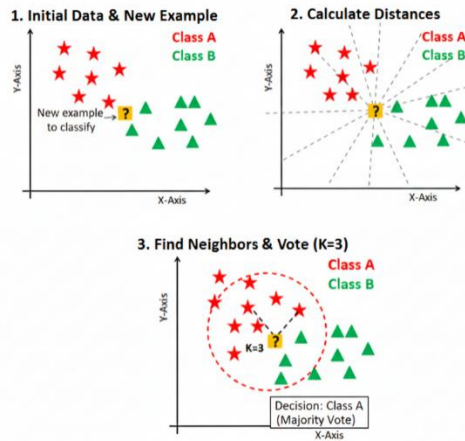 1. Initial Data & New Example
Class A
Class B
Y-Axis
New example
to classify
?
X-Axis
2. Calculate Distances
Class A
Class B
Y-Axis
?
X-Axis
3. Find Neighbors & Vote (K=3)
Class A
Class B
Y-Axis
?
K=3
Decision: Class A
(Majority Vote)
X-Axis